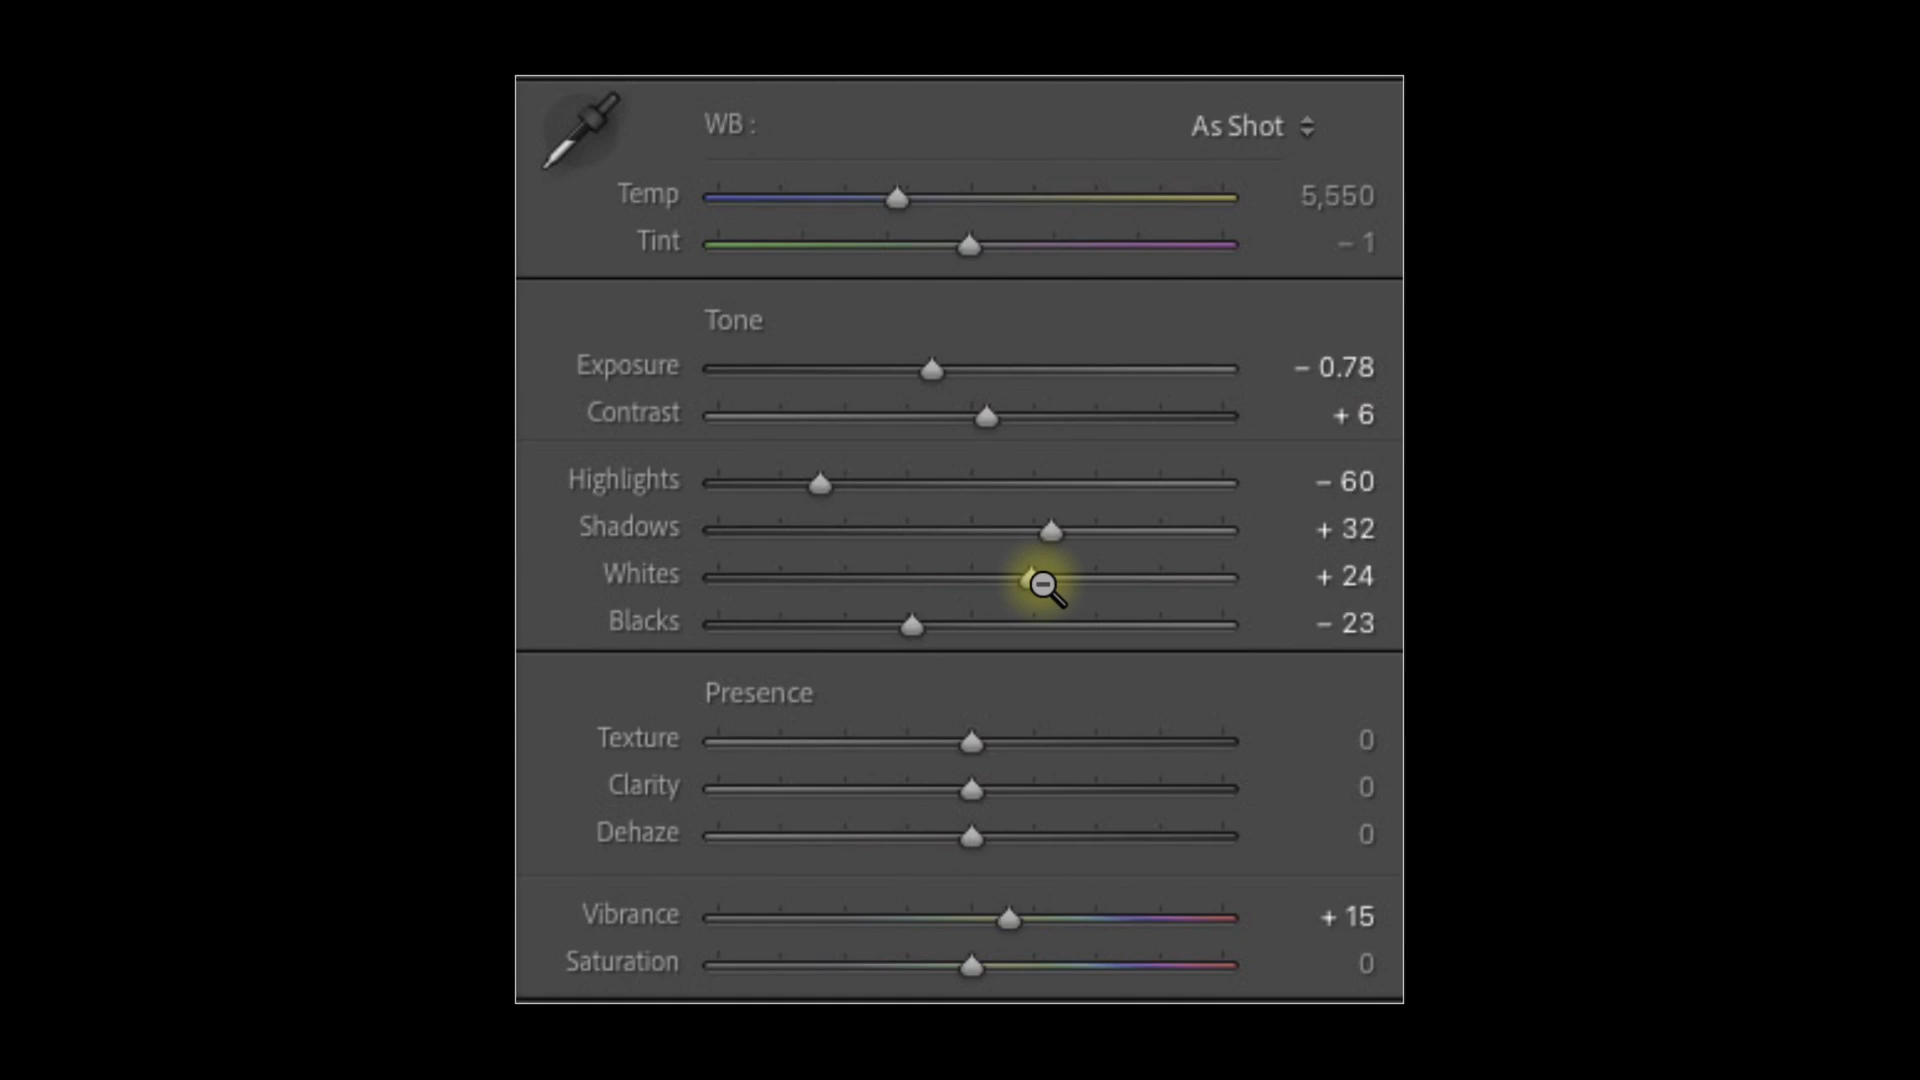 WB : As Shot
Temp 5,550
Tint – 1
Tone
Exposure – 0.78
Contrast + 6
Highlights – 60
Shadows + 32
Whites + 24
Blacks – 23
Presence
Texture 0
Clarity 0
Dehaze 0
Vibrance + 15
Saturation 0